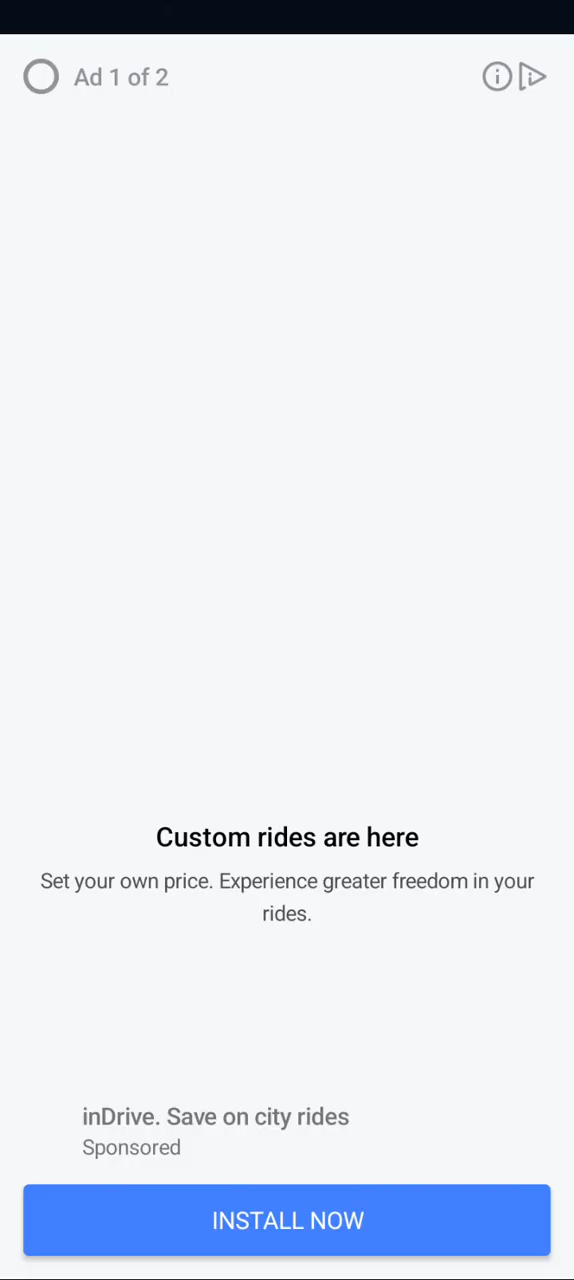 Ad 1 of 2
Custom rides are here
Set your own price. Experience greater freedom in your
rides.
inDrive. Save on city rides
Sponsored
INSTALL NOW